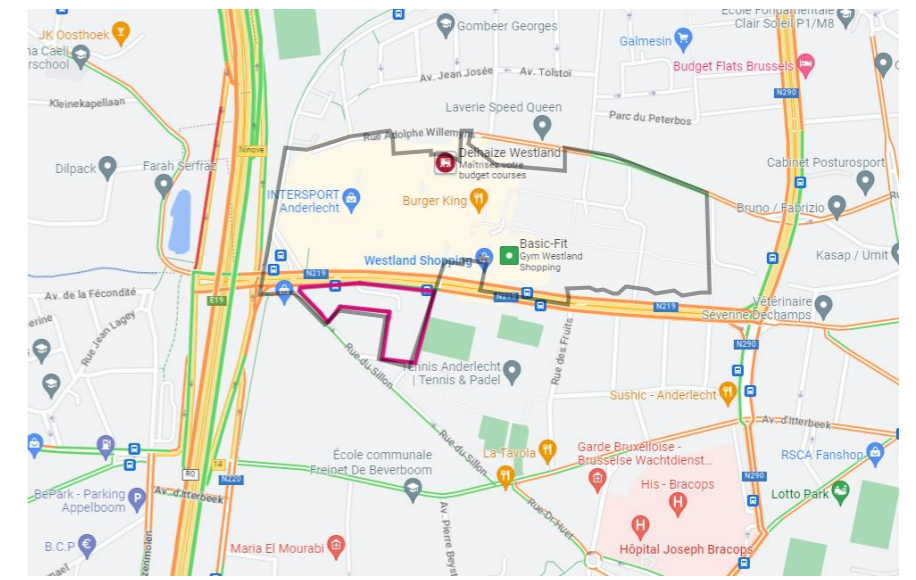 École Fondamentale
Clair Soleil P1/M8
Gombeer Georges
JK Oosthoek
Galmesin
na Caeli
rschool
Budget Flats Brussels
Av. Jean Josée
Av. Tolstoï
N290
Kleinekapellaan
Laverie Speed Queen
Parc du Peterbos
Rue Adolphe Willemyns
Ninove
Delhaize Westland
Maîtrisez votre
budget courses
Dilpack
Farah Serfraz
Cabinet Posturosport
INTERSPORT
Anderlecht
Burger King
Bruno / Fabrizio
Basic-Fit
Gym Westland
Shopping
Westland Shopping
Kasap / Umit
N219
Av. de la Fécondité
E19
N219
N219
Vétérinaire
Séverine Dechamps
erine
Rue Jean Lagey
N290
Rue du Sillon
Rue des Fruits
Tennis Anderlecht
| Tennis & Padel
Sushic - Anderlecht
Av. d'Itterbeek
Rue du Sillon
La Tavola
Garde Bruxelloise -
Brusselse Wachtdienst...
RSCA Fanshop
École communale
Freinet De Beverboom
14
R0
N220
N290
His - Bracops
Lotto Park
BePark - Parking
Appelboom
Av. d'Itterbeek
Rue Dr Huet
Av. Pierre Beyst
B.C.P
zenmolen
Maria El Mourabi
Hôpital Joseph Bracops